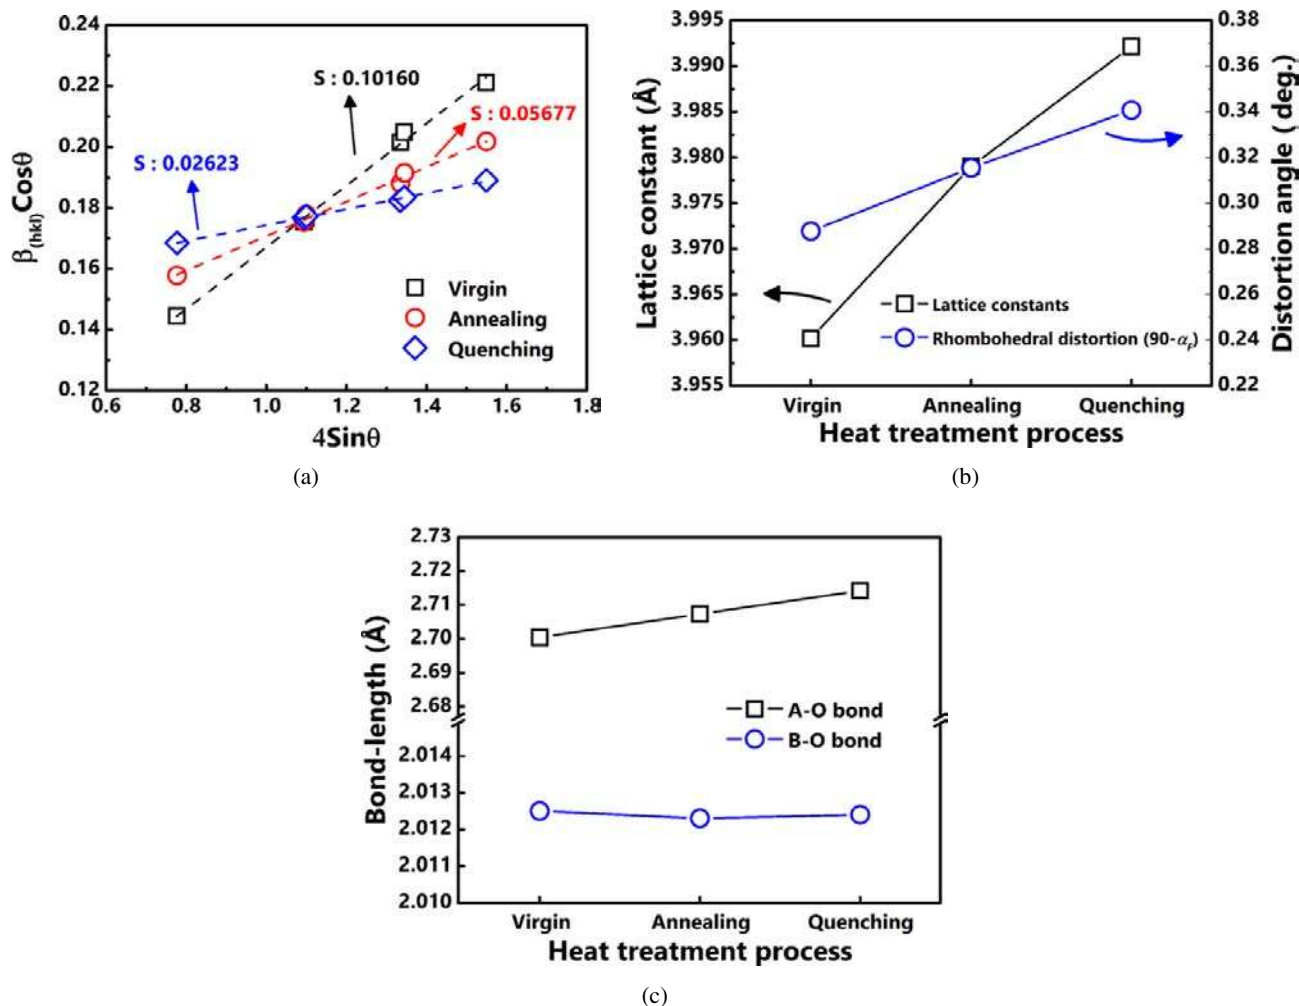 0.24
0.22
0.20
0.18
0.16
0.14
0.12
β(hkl)Cosθ
S : 0.10160
S : 0.05677
S : 0.02623
Virgin
Annealing
Quenching
0.6 0.8 1.0 1.2 1.4 1.6 1.8
4Sinθ
(a)
3.995
3.990
3.985
3.980
3.975
3.970
3.965
3.960
3.955
Lattice constant (Å)
0.38
0.36
0.34
0.32
0.30
0.28
0.26
0.24
0.22
Distortion angle ( deg.)
Lattice constants
Rhombohedral distortion (90-αr)
Virgin Annealing Quenching
Heat treatment process
(b)
2.73
2.72
2.71
2.70
2.69
2.68
2.014
2.013
2.012
2.011
2.010
Bond-length (Å)
A-O bond
B-O bond
Virgin Annealing Quenching
Heat treatment process
(c)